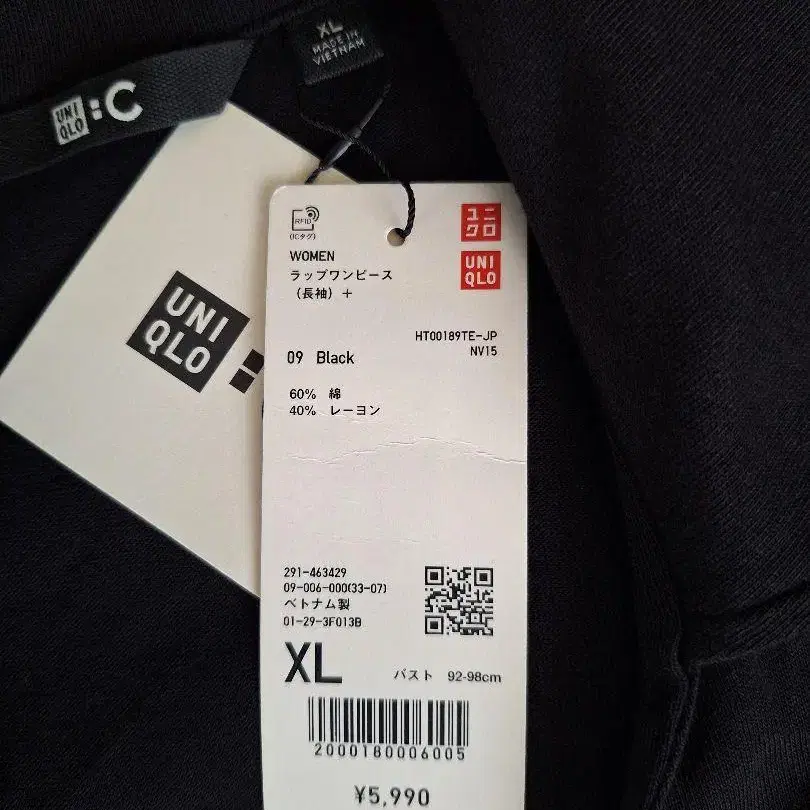 XL
MADE IN
VIETNAM
UNI
QLO
:C
UNI
QLO
:
RFID
(ICタグ)
ユニ
クロ
UNI
QLO
WOMEN
ラップワンピース
(長袖)+
HT00189TE-JP
NV15
09 Black
60% 綿
40% レーヨン
291-463429
09-006-000(33-07)
ベトナム製
01-29-3F013B
XL バスト 92-98cm
2000180006005
¥5,990